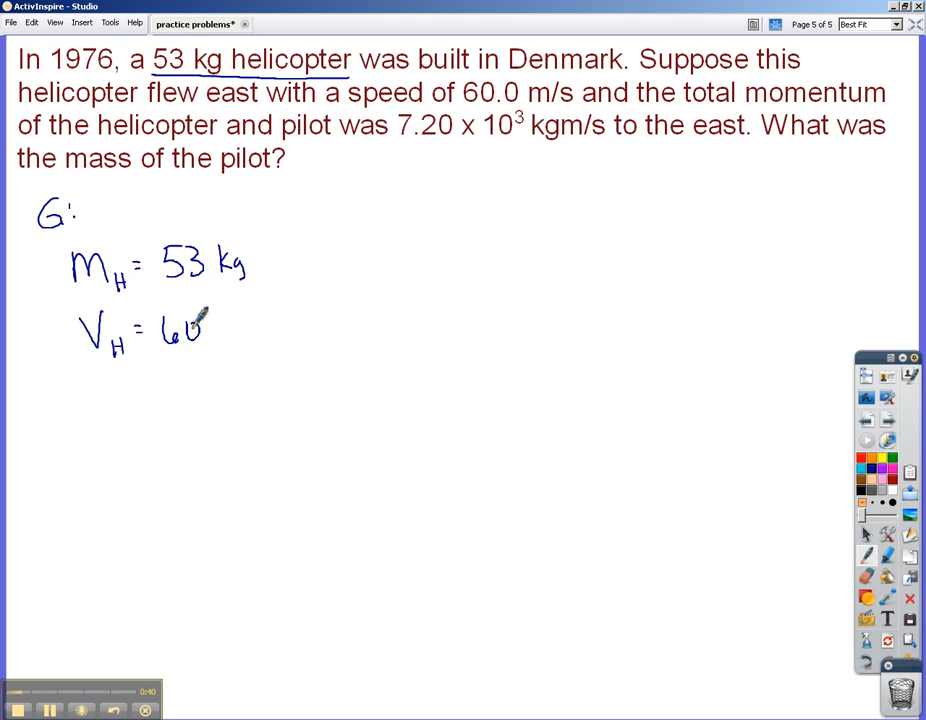 ActivInspire - Studio
File Edit View Insert Tools Help practice problems* Page 5 of 5 Best Fit
In 1976, a 53 kg helicopter was built in Denmark. Suppose this
helicopter flew east with a speed of 60.0 m/s and the total momentum
of the helicopter and pilot was 7.20 x 10³ kgm/s to the east. What was
the mass of the pilot?
G:
m_H = 53 kg
V_H = 60
T
0:40